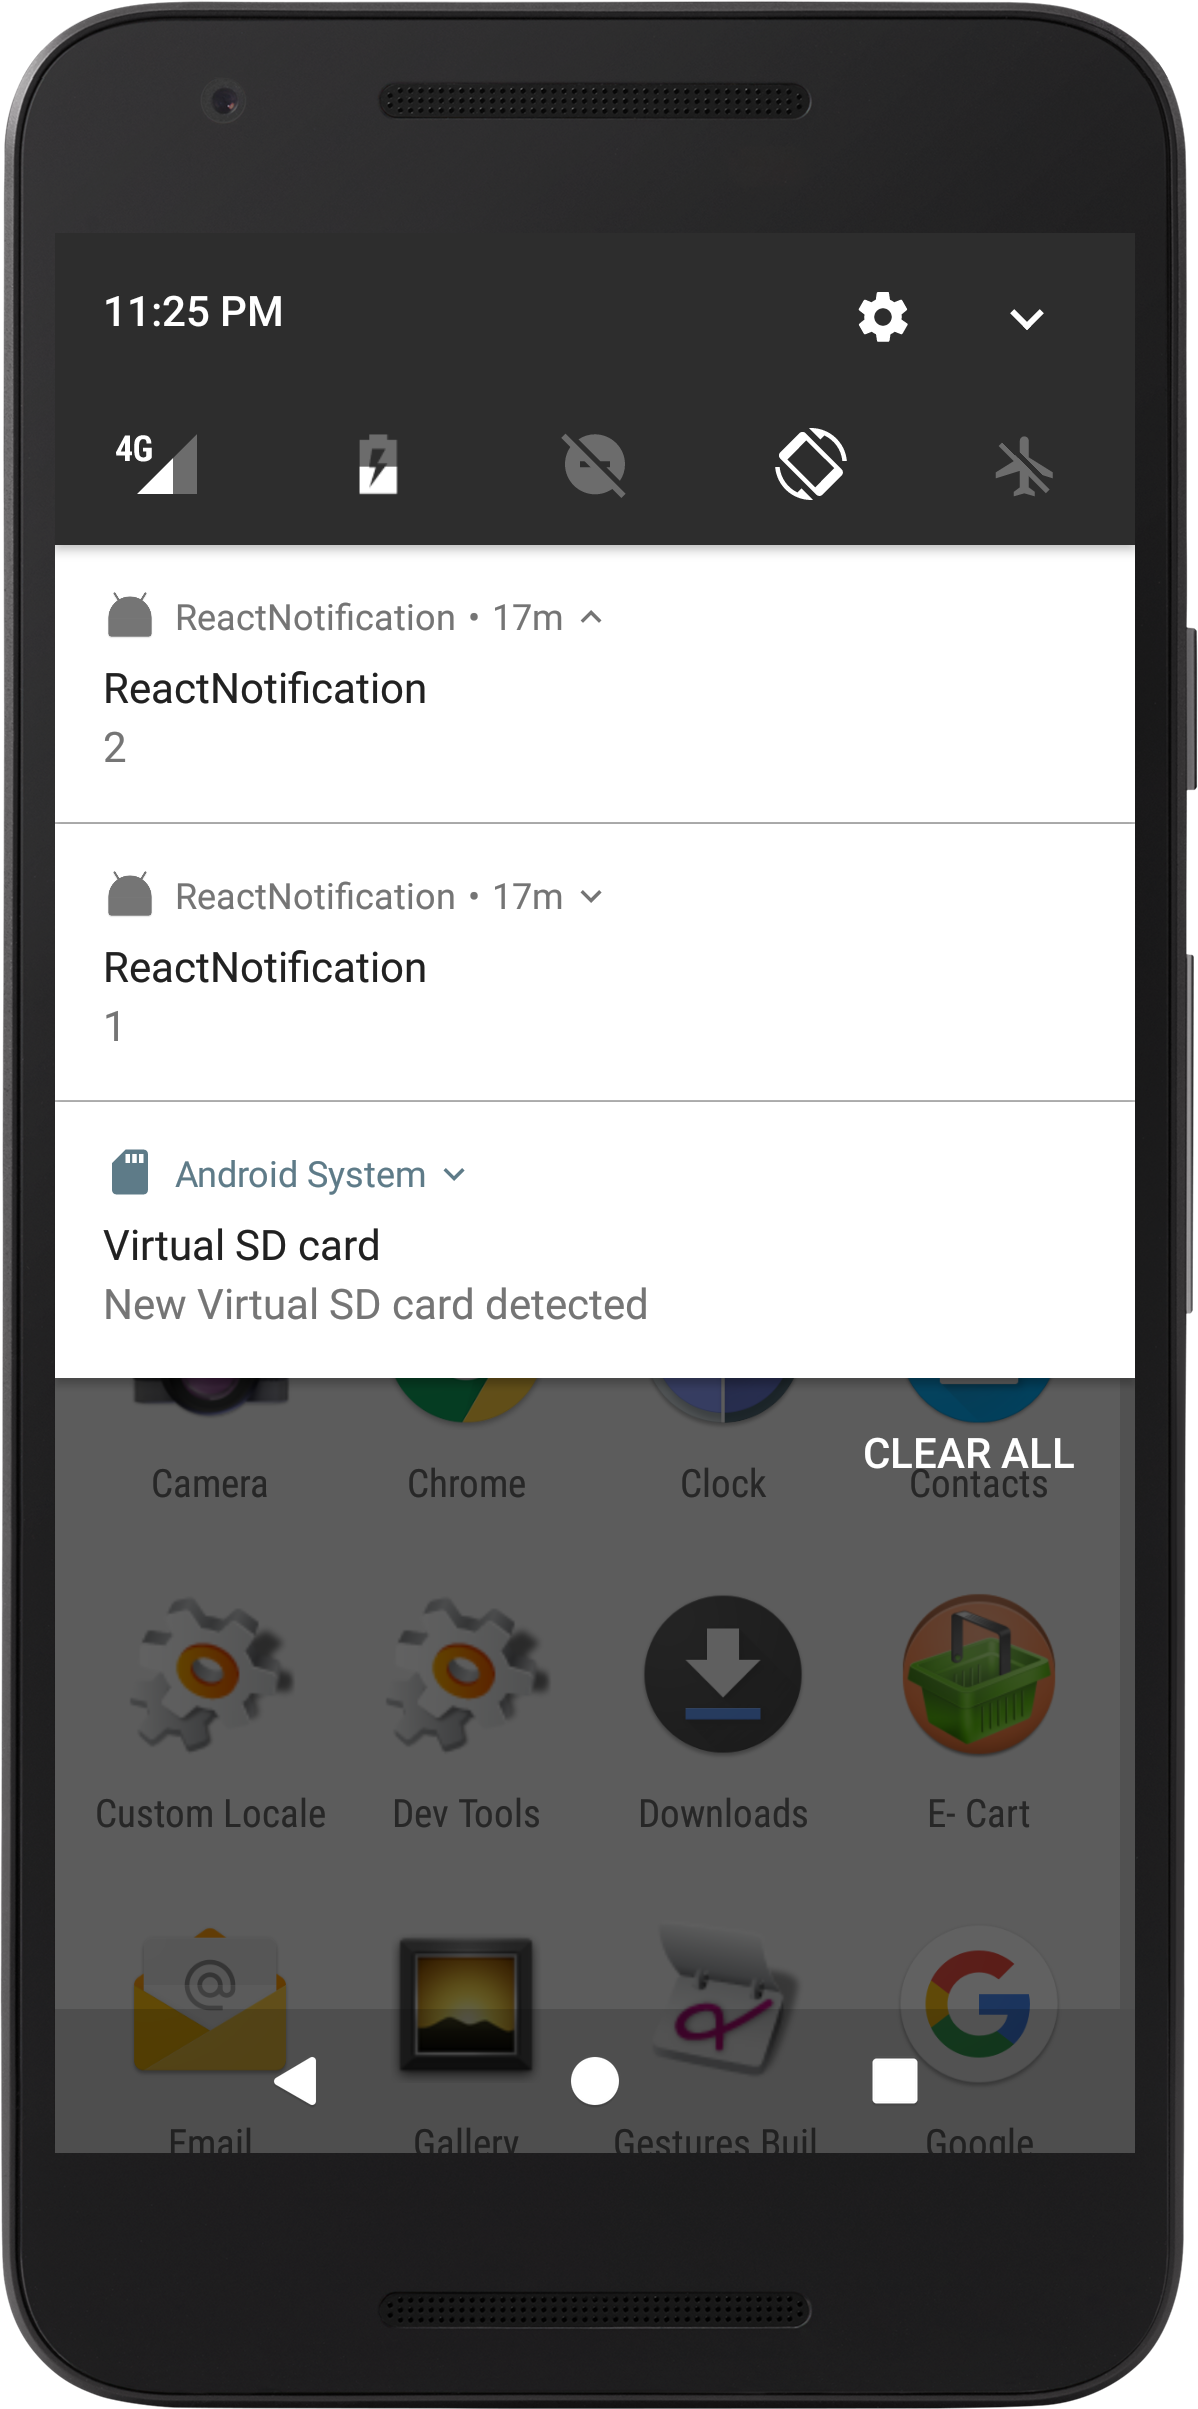 11:25 PM
4G
ReactNotification • 17m
ReactNotification
2
ReactNotification • 17m
ReactNotification
1
Android System
Virtual SD card
New Virtual SD card detected
CLEAR ALL
Camera Chrome Clock Contacts
Custom Locale Dev Tools Downloads E- Cart
@
Email Gallery Gestures Buil Google